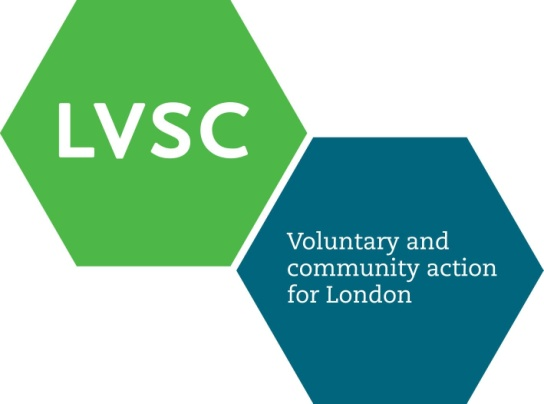 LVSC
Voluntary and
community action
for London